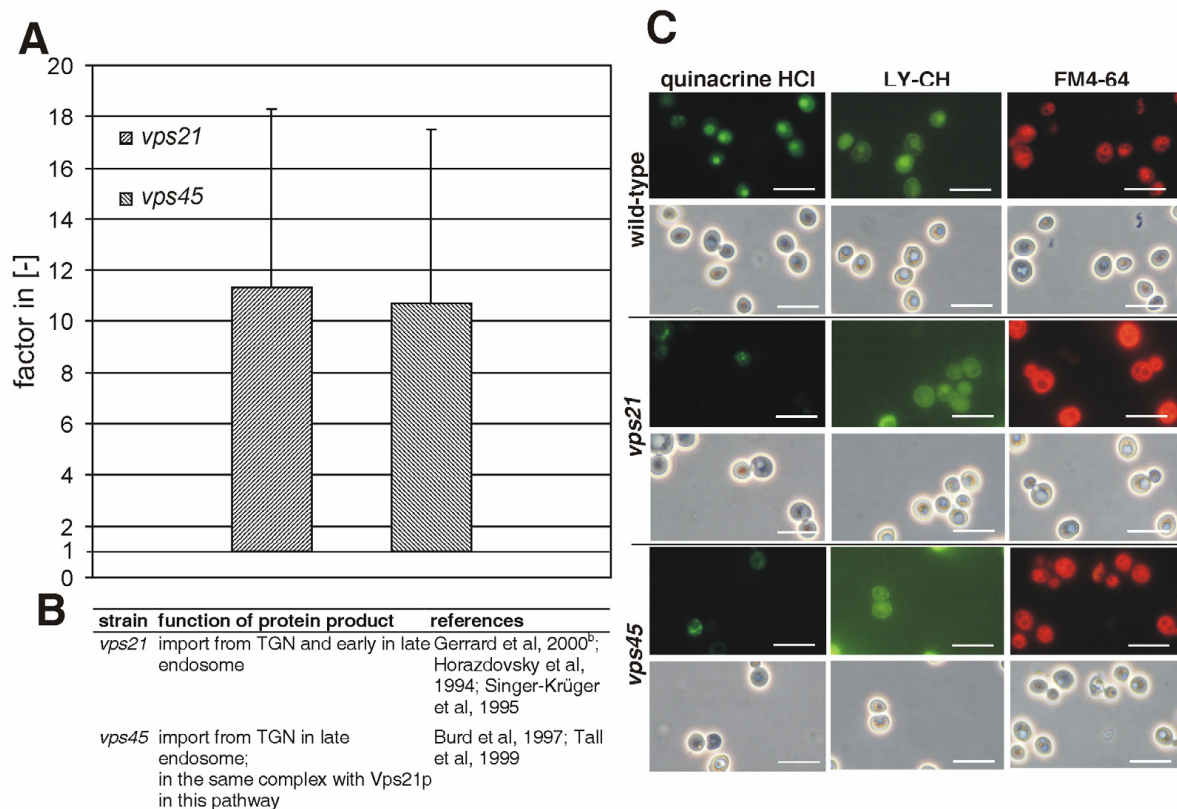 A
20
18
16
14
12
10
8
6
4
2
1
0
factor in [-]
vps21
vps45
B
strain function of protein product references
vps21 import from TGN and early in late Gerrard et al, 2000b;
endosome Horazdovsky et al,
1994; Singer-Krüger
et al, 1995
vps45 import from TGN in late Burd et al, 1997; Tall
endosome; et al, 1999
in the same complex with Vps21p
in this pathway
C
quinacrine HCl LY-CH FM4-64
wild-type
vps21
vps45